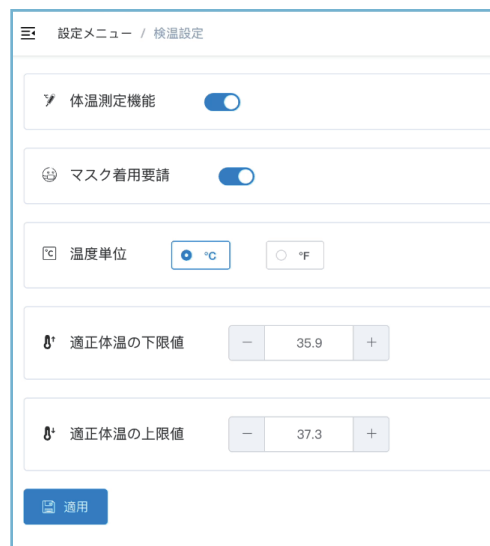 設定メニュー / 検温設定
体温測定機能
マスク着用要請
℃ 温度単位 °C °F
適正体温の下限値 − 35.9 +
適正体温の上限値 − 37.3 +
適用